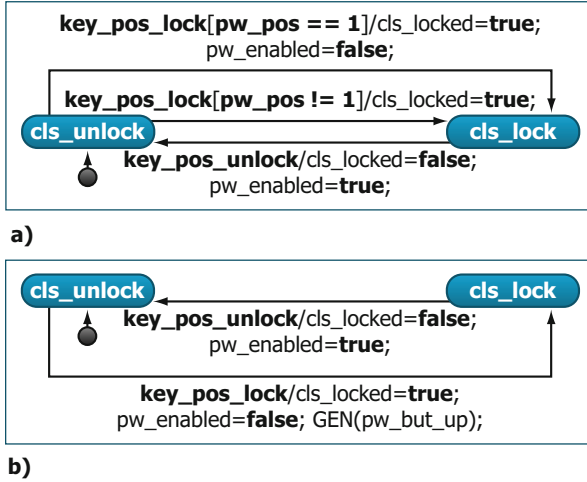 key_pos_lock[pw_pos == 1]/cls_locked=true;
pw_enabled=false;
key_pos_lock[pw_pos != 1]/cls_locked=true;
cls_unlock
cls_lock
key_pos_unlock/cls_locked=false;
pw_enabled=true;
a)
cls_unlock
cls_lock
key_pos_unlock/cls_locked=false;
pw_enabled=true;
key_pos_lock/cls_locked=true;
pw_enabled=false; GEN(pw_but_up);
b)